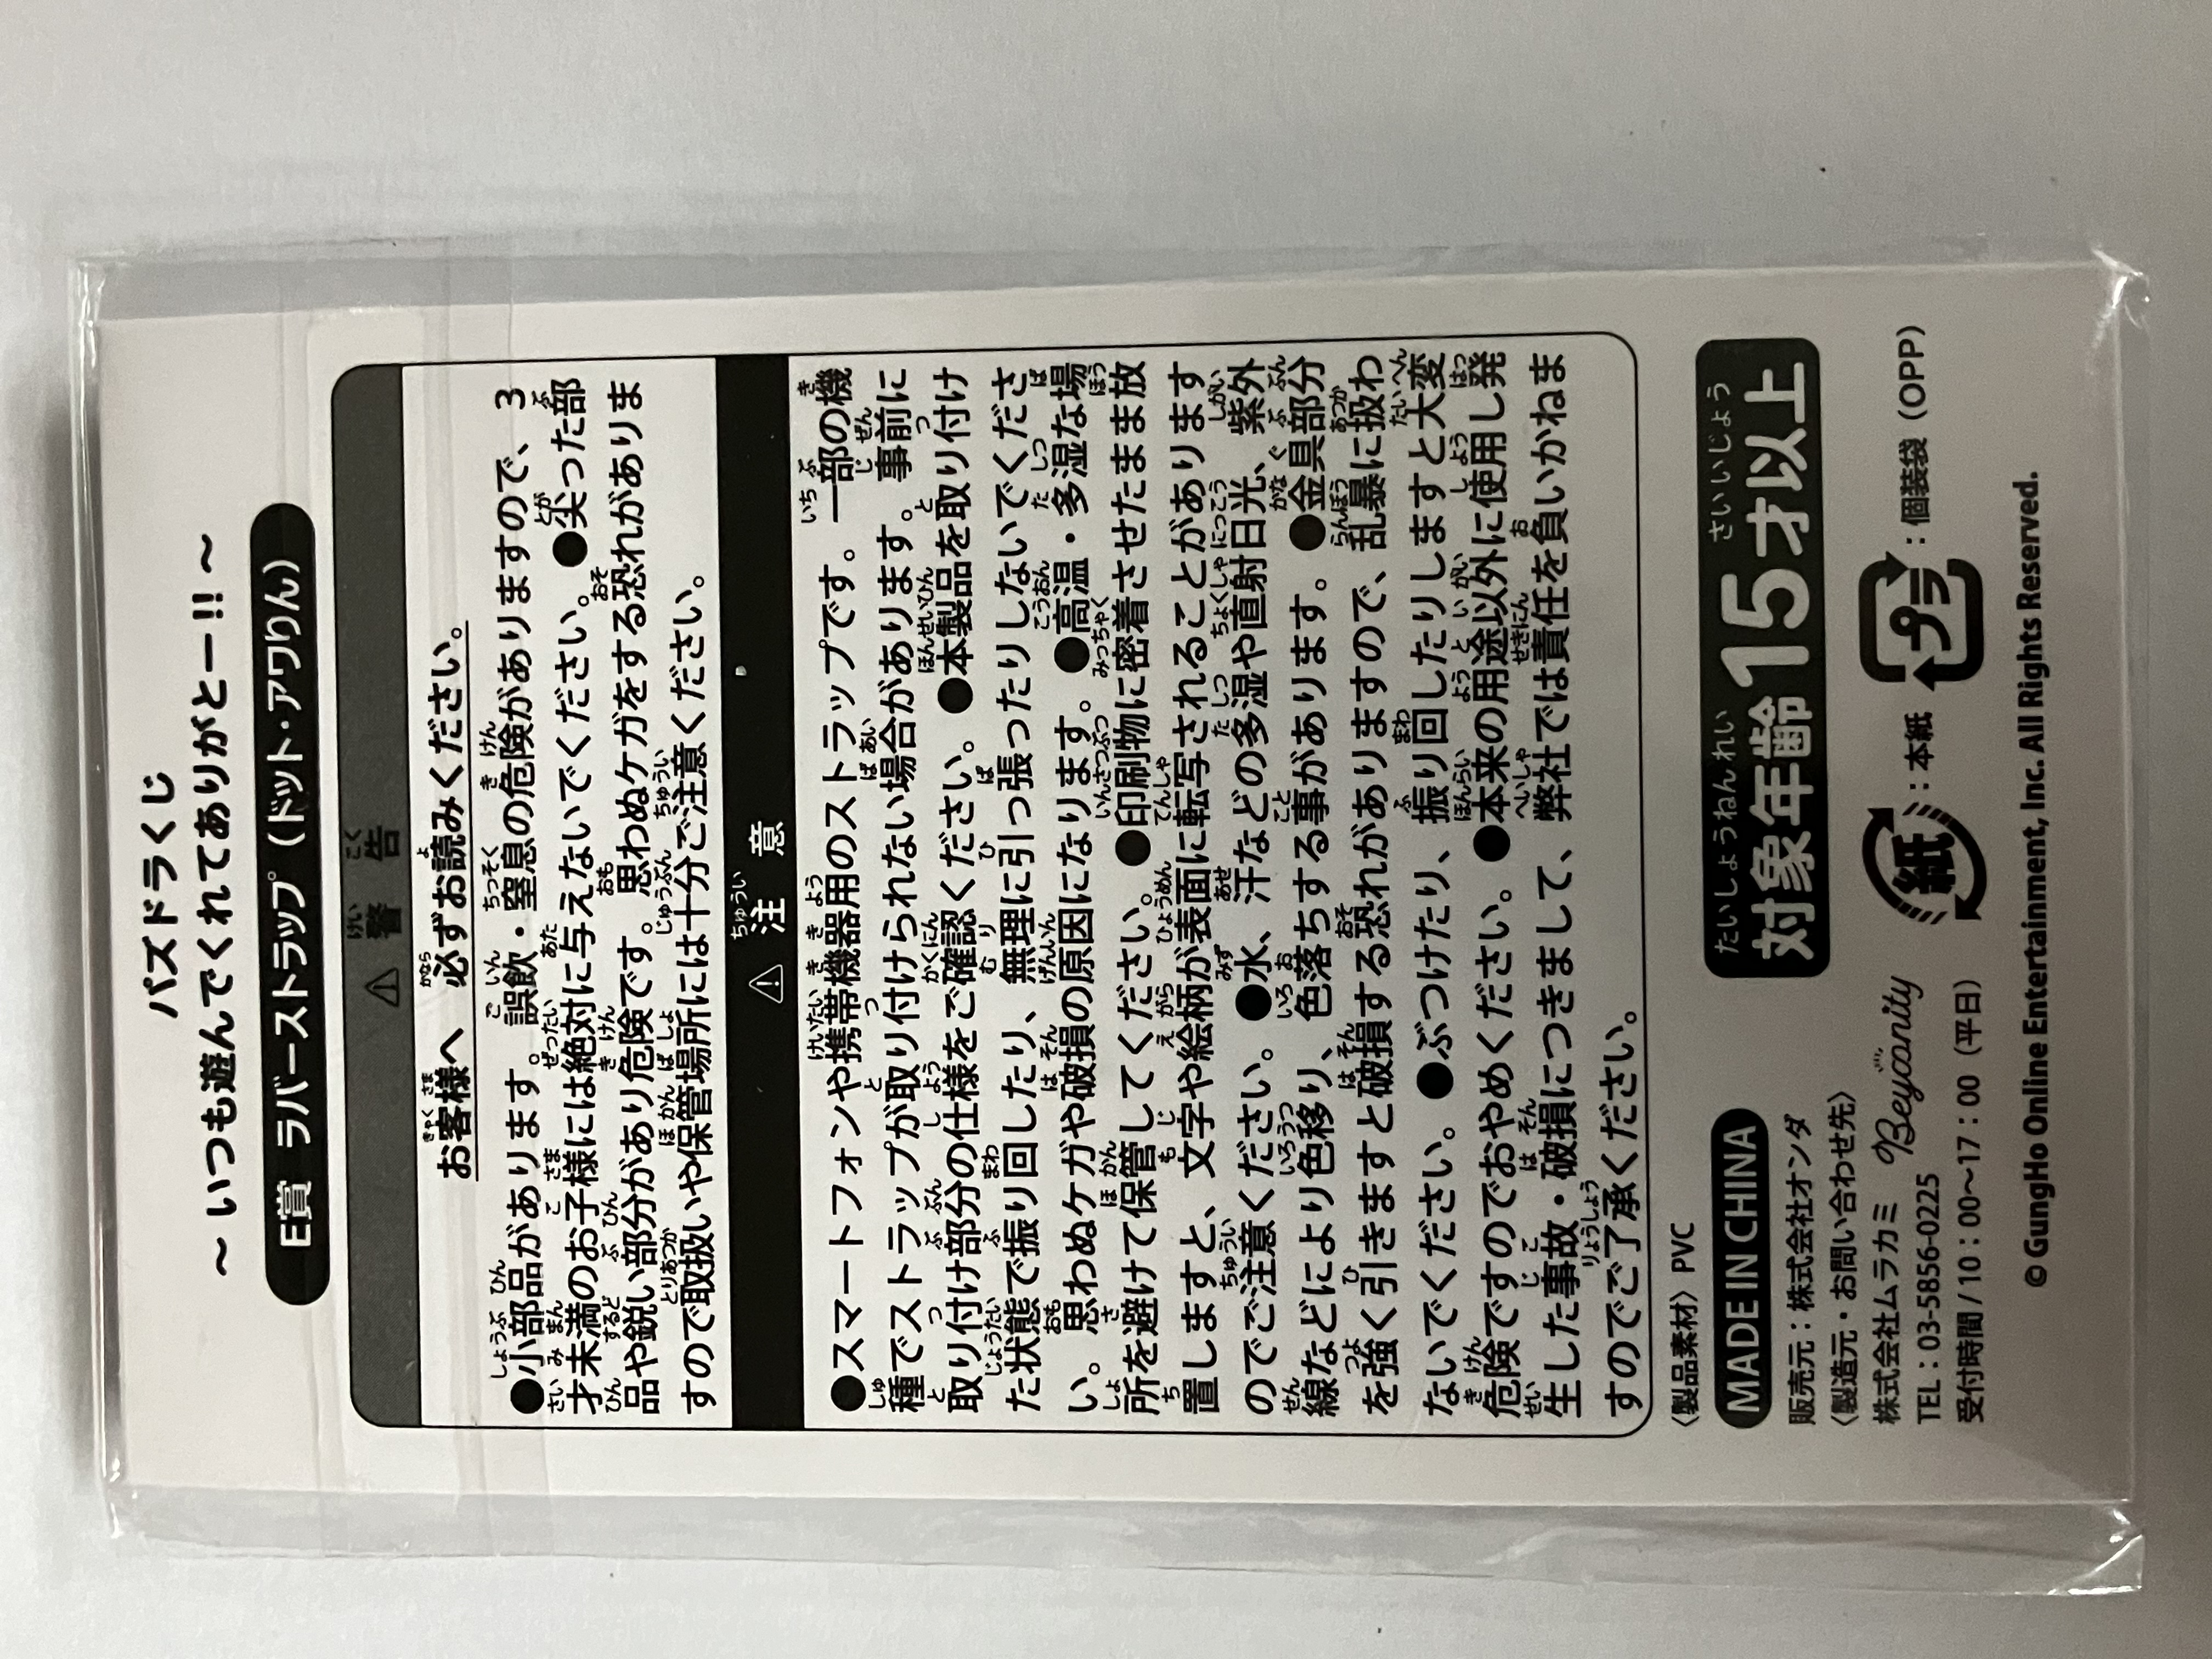 パズドラくじ
～ いつも遊んでくれてありがとー!! ～
E賞 ラバーストラップ（ドット・アワりん）
⚠ 警告
お客様へ 必ずお読みください。
●小部品があります。誤飲・窒息の危険がありますので、3
才未満のお子様には絶対に与えないでください。●尖った部
品や鋭い部分があり危険です。思わぬケガをする恐れがありま
すので取扱いや保管場所には十分ご注意ください。
⚠ 注意
●スマートフォンや携帯機器用のストラップです。一部の機
種でストラップが取り付けられない場合があります。事前に
取り付け部分の仕様をご確認ください。●本製品を取り付け
た状態で振り回したり、無理に引っ張ったりしないでくださ
い。思わぬケガや破損の原因になります。●高温・多湿な場
所を避けて保管してください。●印刷物に密着させたまま放
置しますと、文字や絵柄が表面に転写されることがあります
のでご注意ください。●水、汗などの多湿や直射日光、紫外
線などにより色移り、色落ちする事があります。●金具部分
を強く引きますと破損する恐れがありますので、乱暴に扱わ
ないでください。●ぶつけたり、振り回したりしますと大変
危険ですのでおやめください。●本来の用途以外に使用し発
生した事故・破損につきまして、弊社では責任を負いかねま
すのでご了承ください。
〈製品素材〉PVC
MADE IN CHINA
対象年齢15才以上
販売元：株式会社オンダ
〈製造元・お問い合わせ先〉
株式会社ムラカミ Beyanity
TEL：03-5856-0225
受付時間/10：00〜17：00（平日）
紙：本紙 プラ：個装袋（OPP）
© GungHo Online Entertainment, Inc. All Rights Reserved.